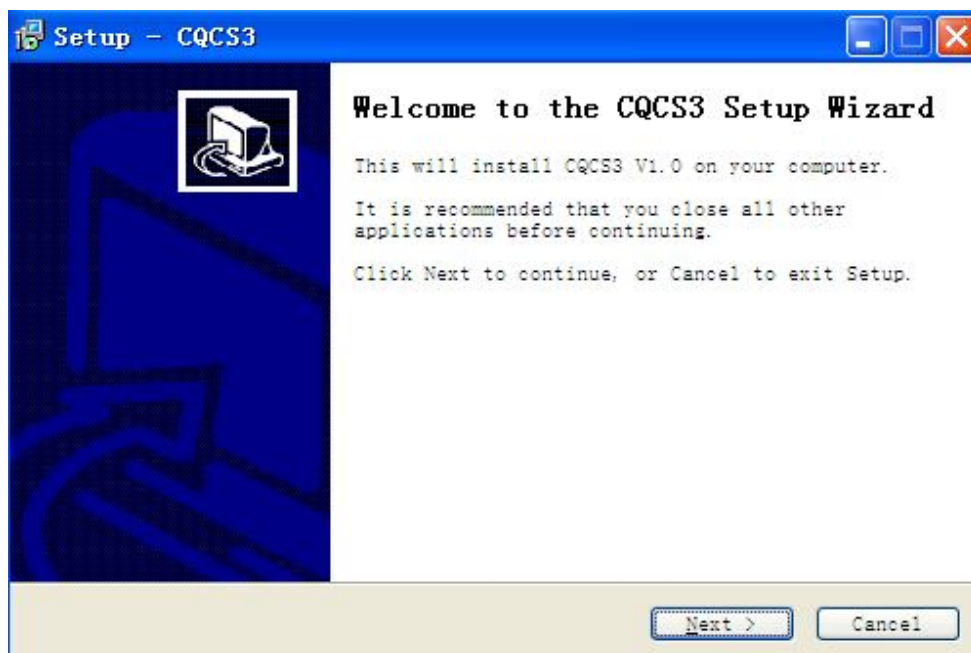 Setup - CQCS3
Welcome to the CQCS3 Setup Wizard
This will install CQCS3 V1.0 on your computer.
It is recommended that you close all other
applications before continuing.
Click Next to continue, or Cancel to exit Setup.
Next >
Cancel